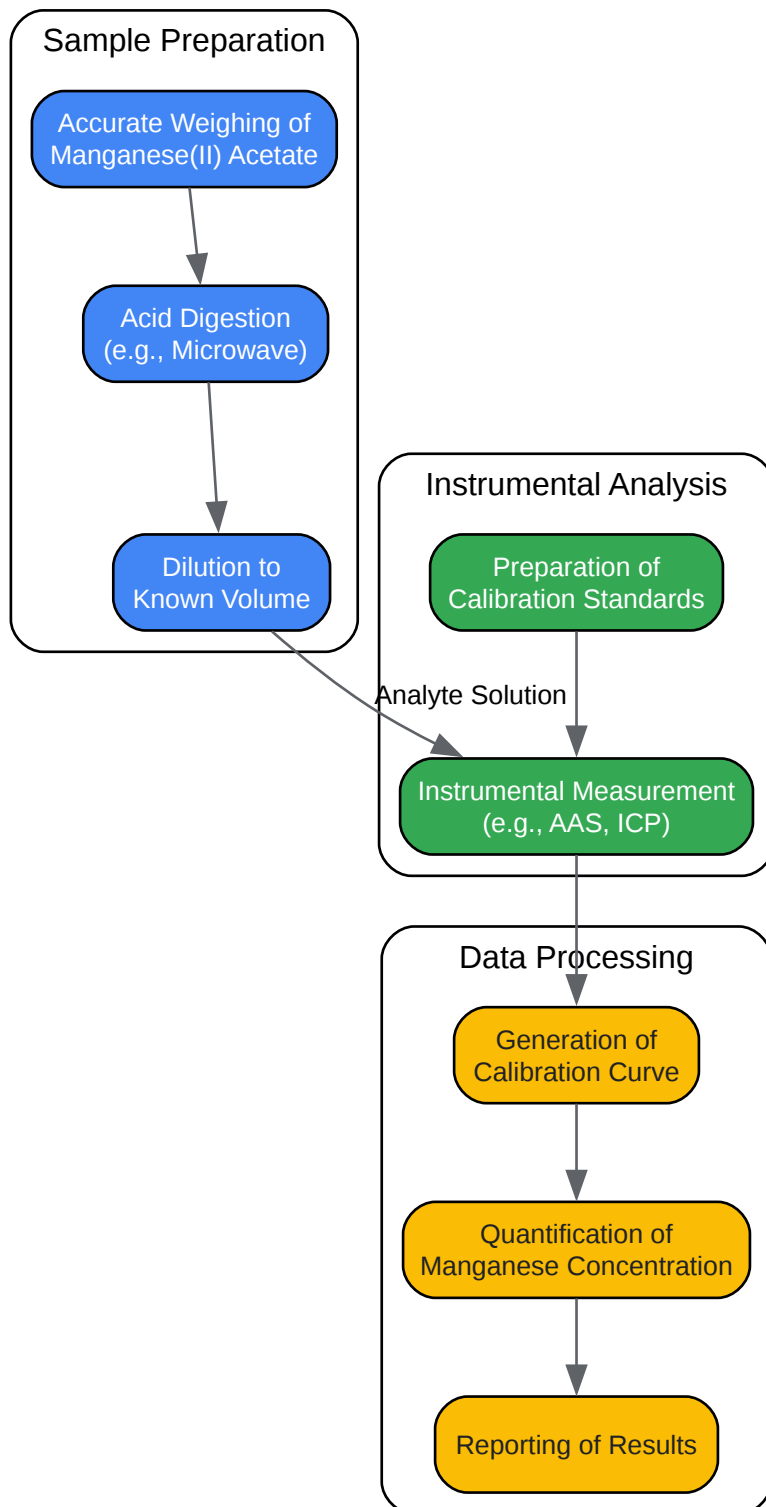 Sample Preparation
Accurate Weighing of
Manganese(II) Acetate
Acid Digestion
(e.g., Microwave)
Dilution to
Known Volume
Instrumental Analysis
Preparation of
Calibration Standards
Analyte Solution
Instrumental Measurement
(e.g., AAS, ICP)
Data Processing
Generation of
Calibration Curve
Quantification of
Manganese Concentration
Reporting of Results